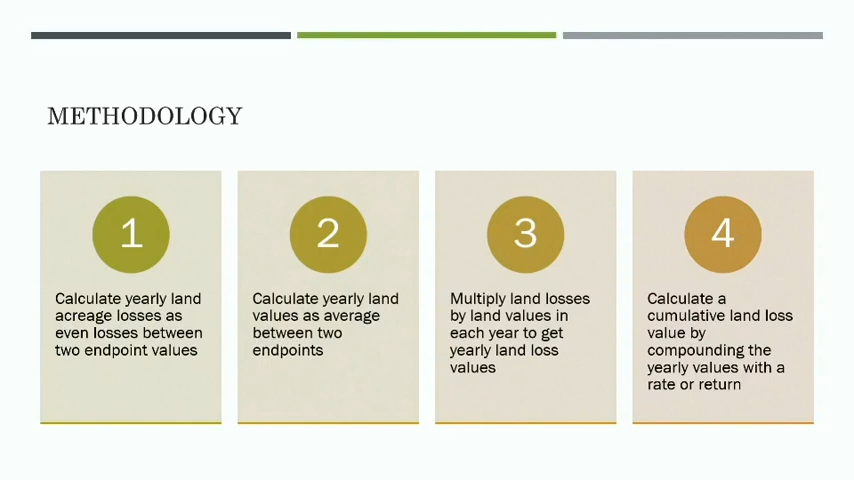 METHODOLOGY
1
Calculate yearly land
acreage losses as
even losses between
two endpoint values
2
Calculate yearly land
values as average
between two
endpoints
3
Multiply land losses
by land values in
each year to get
yearly land loss
values
4
Calculate a
cumulative land loss
value by
compounding the
yearly values with a
rate or return